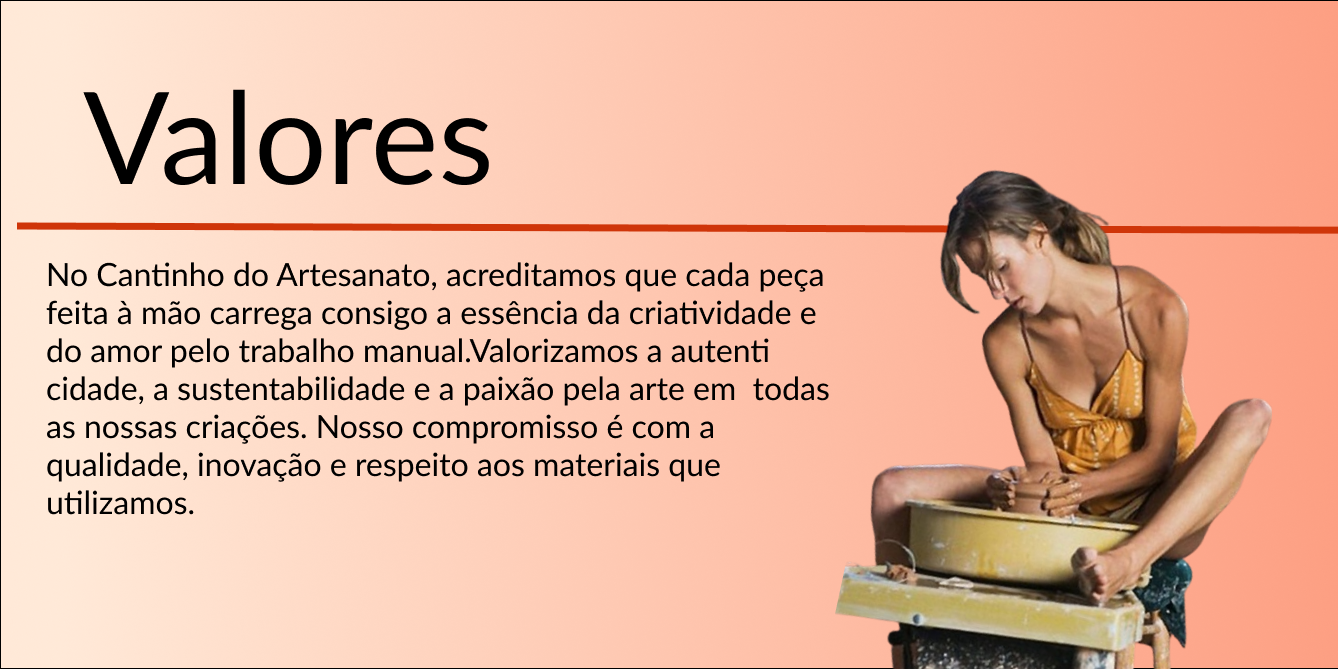 Valores
No Cantinho do Artesanato, acreditamos que cada peça
feita à mão carrega consigo a essência da criatividade e
do amor pelo trabalho manual.Valorizamos a autenti
cidade, a sustentabilidade e a paixão pela arte em  todas
as nossas criações. Nosso compromisso é com a
qualidade, inovação e respeito aos materiais que
utilizamos.